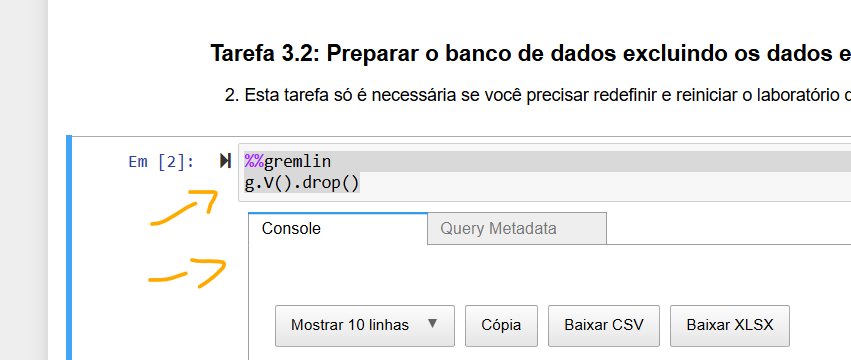 Tarefa 3.2: Preparar o banco de dados excluindo os dados e
2. Esta tarefa só é necessária se você precisar redefinir e reiniciar o laboratório
Em [2]:
%%gremlin
g.V().drop()
Console
Query Metadata
Mostrar 10 linhas
Cópia
Baixar CSV
Baixar XLSX